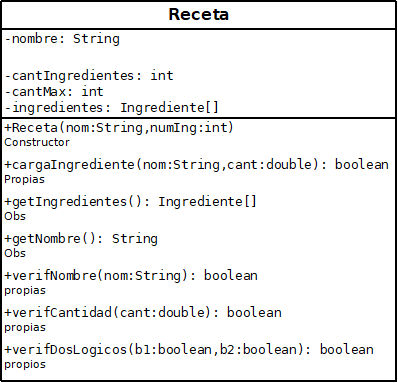 Receta
-nombre: String
-cantIngredientes: int
-cantMax: int
-ingredientes: Ingrediente[]
+Receta(nom:String,numIng:int)
Constructor
+cargaIngrediente(nom:String,cant:double): boolean
Propias
+getIngredientes(): Ingrediente[]
Obs
+getNombre(): String
Obs
+verifNombre(nom:String): boolean
propias
+verifCantidad(cant:double): boolean
propias
+verifDosLogicos(b1:boolean,b2:boolean): boolean
propios